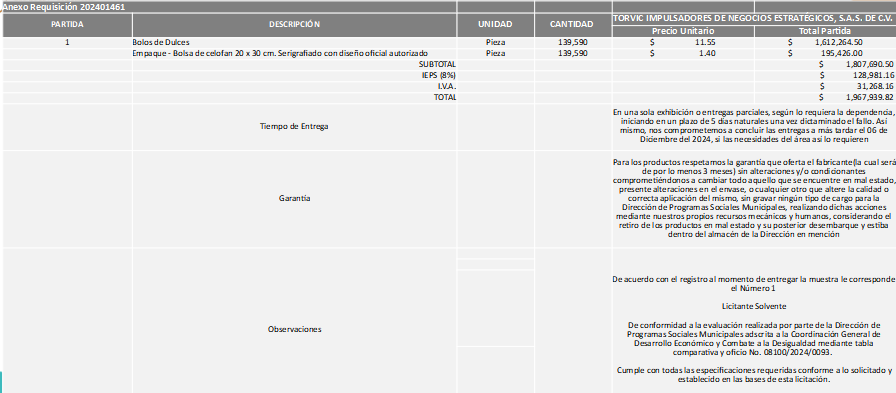 Anexo Requisición 202401461
PARTIDA DESCRIPCIÓN UNIDAD CANTIDAD TORVIC IMPULSADORES DE NEGOCIOS ESTRATÉGICOS, S.A.S. DE C.V.
Precio Unitario Total Partida
1 Bolos de Dulces Pieza 139,590 $ 11.55 $ 1,612,264.50
Empaque - Bolsa de celofan 20 x 30 cm. Serigrafiado con diseño oficial autorizado Pieza 139,590 $ 1.40 $ 195,426.00
SUBTOTAL $ 1,807,690.50
IEPS (8%) $ 128,981.16
I.V.A. $ 31,268.16
TOTAL $ 1,967,939.82
Tiempo de Entrega
En una sola exhibición o entregas parciales, según lo requiera la dependencia,
iniciando en un plazo de 5 días naturales una vez dictaminado el fallo. Así
mismo, nos comprometemos a concluir las entregas a más tardar el 06 de
Diciembre del 2024, si las necesidades del área así lo requieren
Garantía
Para los productos respetamos la garantía que oferta el fabricante(la cual será
de por lo menos 3 meses) sin alteraciones y/o condicionantes
comprometiéndonos a cambiar todo aquello que se encuentre en mal estado,
presente alteraciones en el envase, o cualquier otro que altere la calidad o
correcta aplicación del mismo, sin gravar ningún tipo de cargo para la
Dirección de Programas Sociales Municipales, realizando dichas acciones
mediante nuestros propios recursos mecánicos y humanos, considerando el
retiro de los productos en mal estado y su posterior desembarque y estiba
dentro del almacén de la Dirección en mención
Observaciones
De acuerdo con el registro al momento de entregar la muestra le corresponde
el Número 1
Licitante Solvente
De conformidad a la evaluación realizada por parte de la Dirección de
Programas Sociales Municipales adscrita a la Coordinación General de
Desarrollo Económico y Combate a la Desigualdad mediante tabla
comparativa y oficio No. 08100/2024/0093.
Cumple con todas las especificaciones requeridas conforme a lo solicitado y
establecido en las bases de esta licitación.